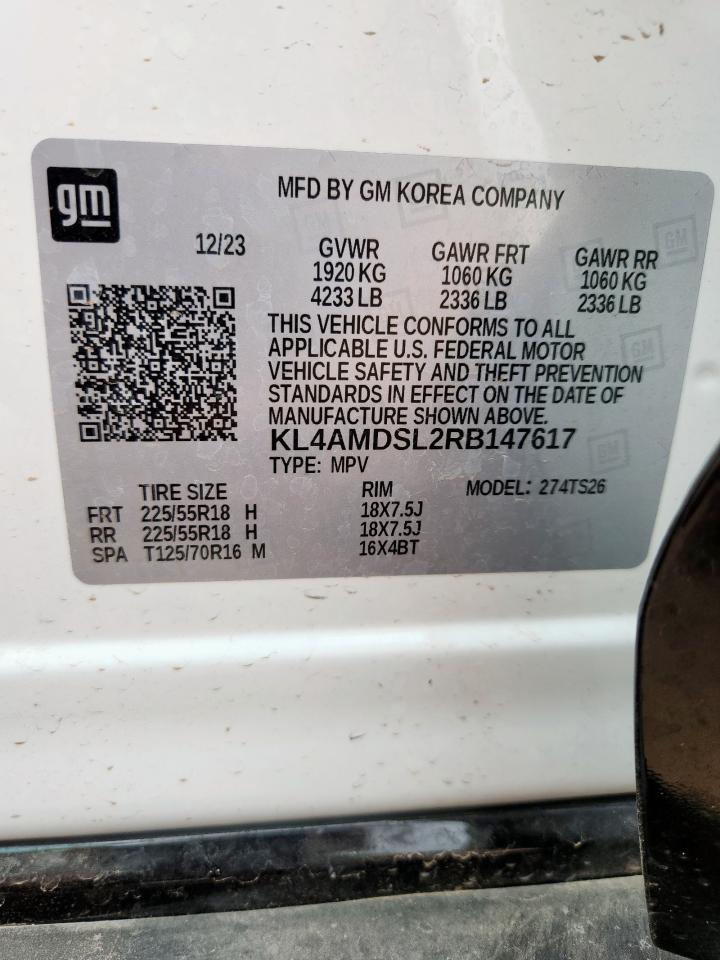 gm
MFD BY GM KOREA COMPANY
12/23 GVWR GAWR FRT GAWR RR
1920 KG 1060 KG 1060 KG
4233 LB 2336 LB 2336 LB
THIS VEHICLE CONFORMS TO ALL
APPLICABLE U.S. FEDERAL MOTOR
VEHICLE SAFETY AND THEFT PREVENTION
STANDARDS IN EFFECT ON THE DATE OF
MANUFACTURE SHOWN ABOVE.
KL4AMDSL2RB147617
TYPE: MPV
TIRE SIZE RIM MODEL: 274TS26
FRT 225/55R18 H 18X7.5J
RR 225/55R18 H 18X7.5J
SPA T125/70R16 M 16X4BT